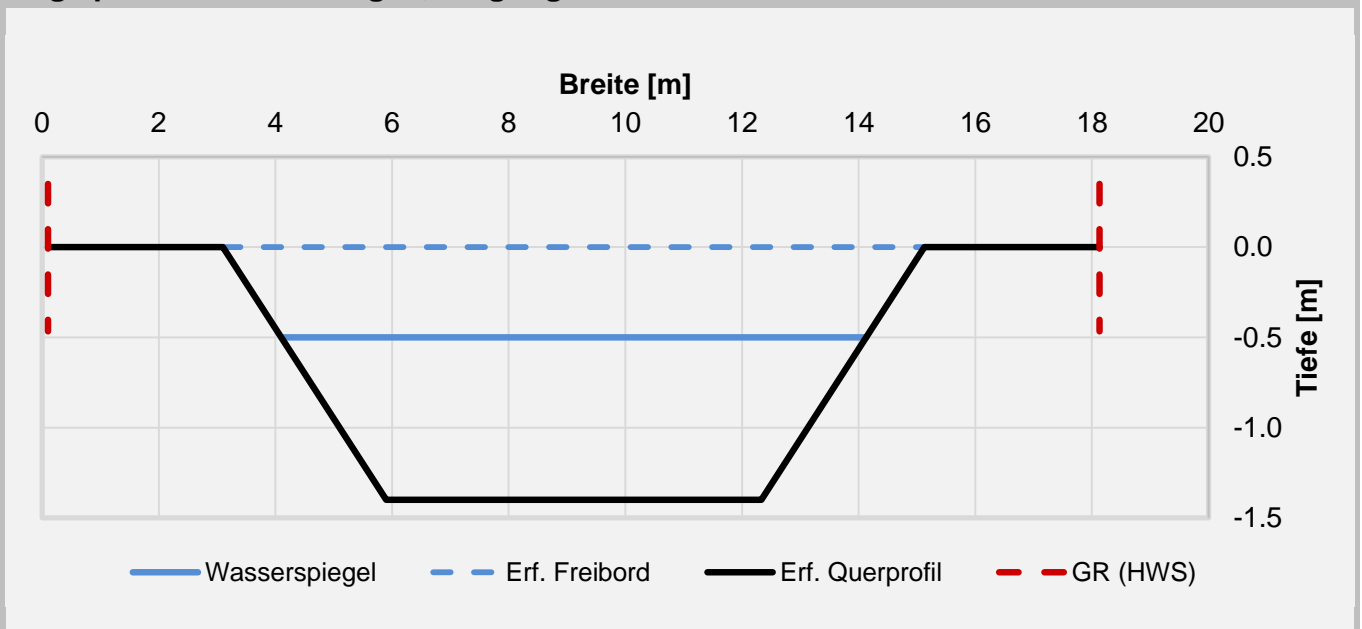 Breite [m]
0 2 4 6 8 10 12 14 16 18 20
0.5
0.0
-0.5
-1.0
-1.5
Tiefe [m]
Wasserspiegel Erf. Freibord Erf. Querprofil GR (HWS)